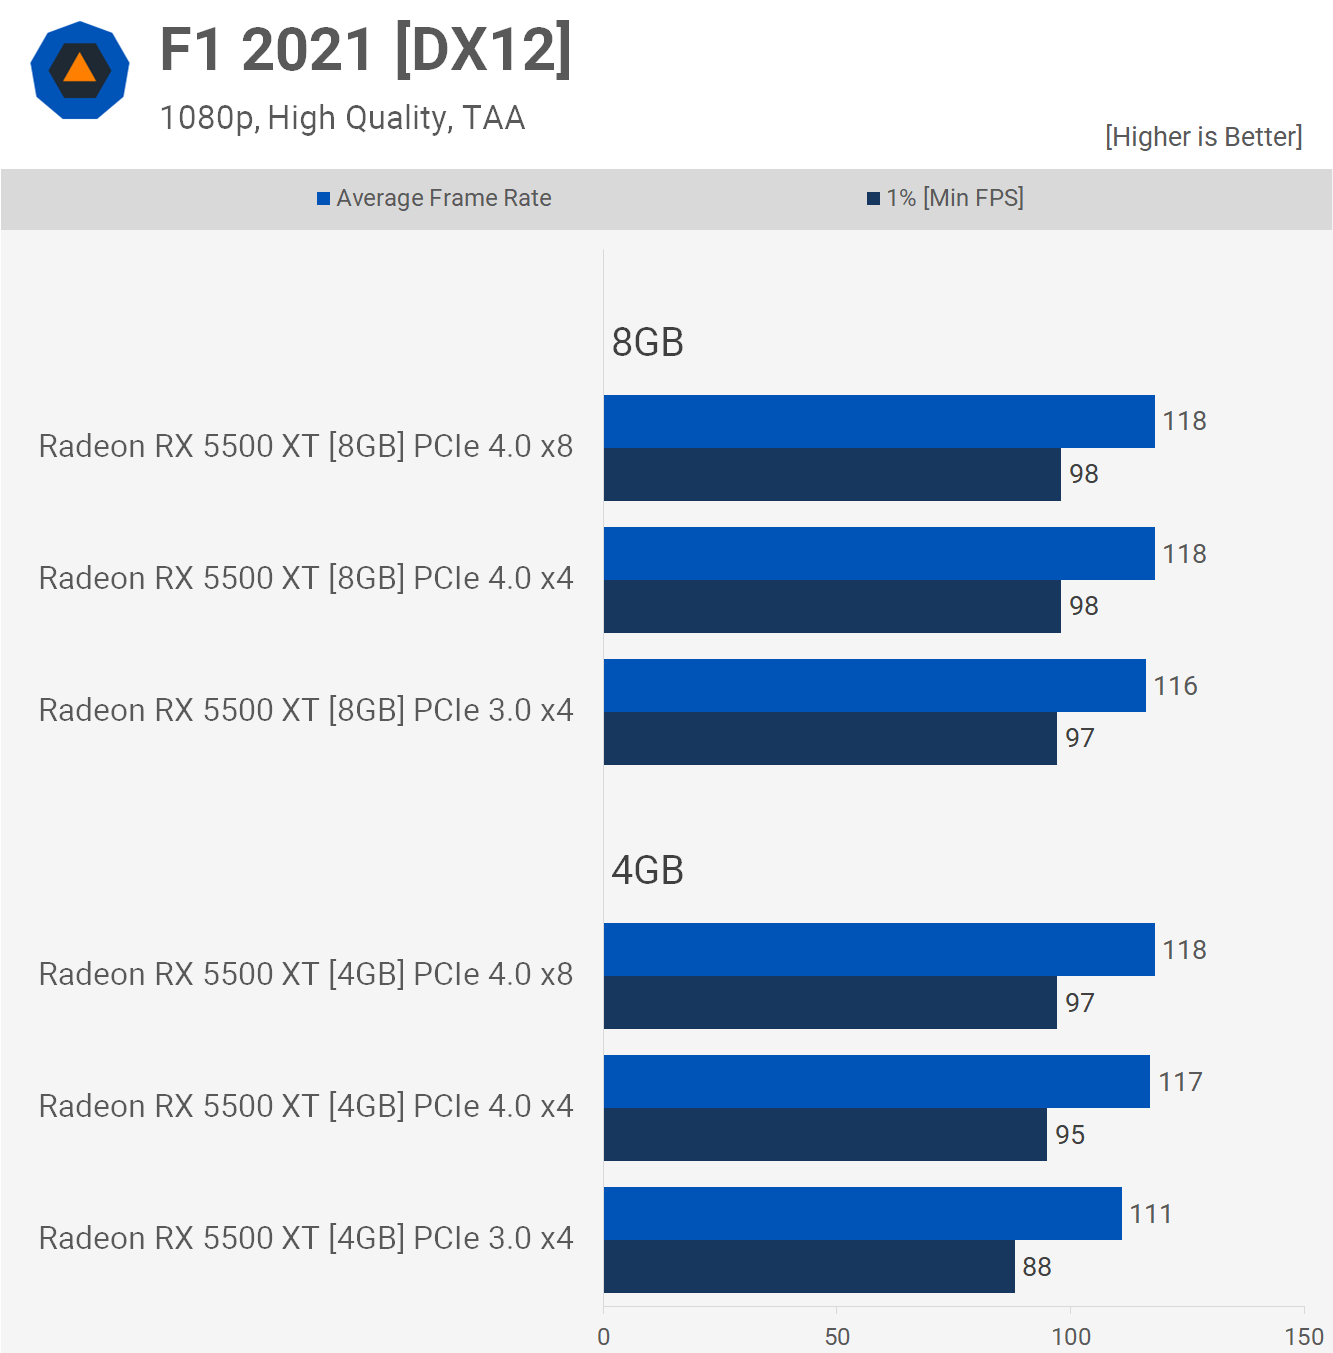 F1 2021 [DX12]
1080p, High Quality, TAA
[Higher is Better]
Average Frame Rate
1% [Min FPS]
8GB
Radeon RX 5500 XT [8GB] PCIe 4.0 x8
118
98
Radeon RX 5500 XT [8GB] PCIe 4.0 x4
118
98
Radeon RX 5500 XT [8GB] PCIe 3.0 x4
116
97
4GB
Radeon RX 5500 XT [4GB] PCIe 4.0 x8
118
97
Radeon RX 5500 XT [4GB] PCIe 4.0 x4
117
95
Radeon RX 5500 XT [4GB] PCIe 3.0 x4
111
88
0 50 100 150